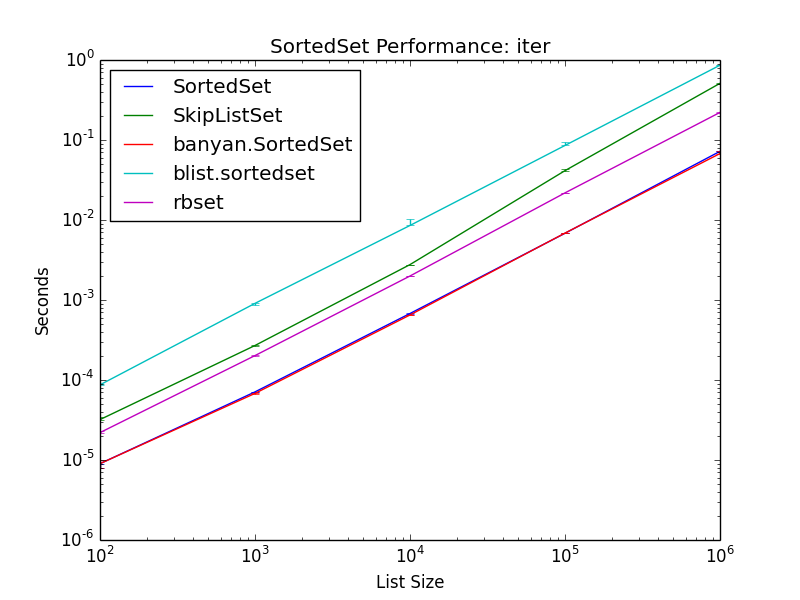 SortedSet Performance: iter
10^0
10^-1
10^-2
10^-3
10^-4
10^-5
10^-6
Seconds
SortedSet
SkipListSet
banyan.SortedSet
blist.sortedset
rbset
10^2 10^3 10^4 10^5 10^6
List Size